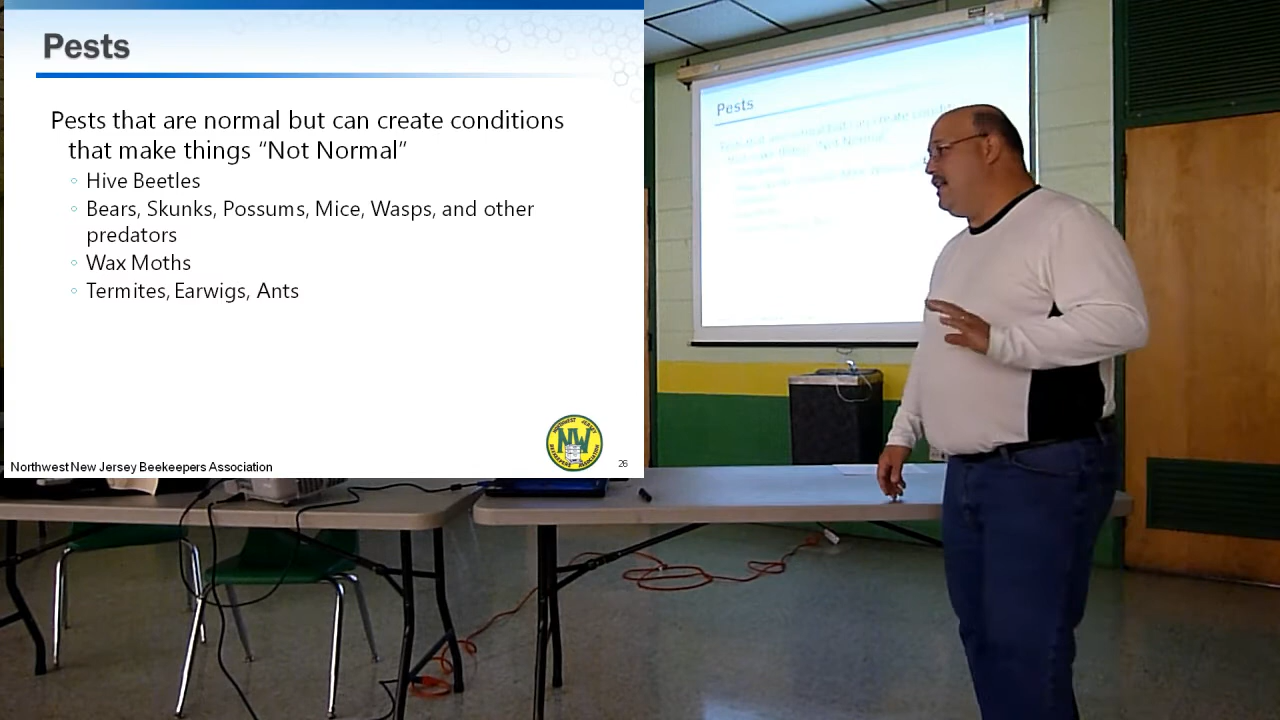 Pests
Pests that are normal but can create conditions
that make things “Not Normal”
◦ Hive Beetles
◦ Bears, Skunks, Possums, Mice, Wasps, and other
predators
◦ Wax Moths
◦ Termites, Earwigs, Ants
Northwest New Jersey Beekeepers Association
NW
26
Pests